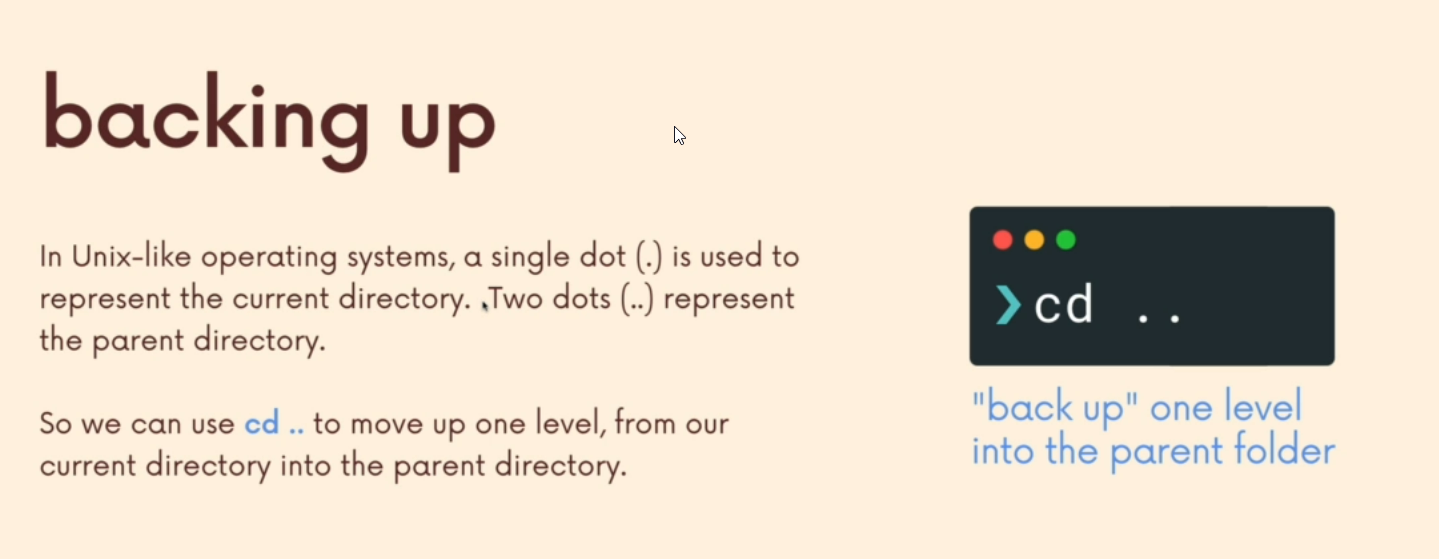 backing up
In Unix-like operating systems, a single dot (.) is used to
represent the current directory. Two dots (..) represent
the parent directory.
So we can use cd .. to move up one level, from our
current directory into the parent directory.
❯ cd ..
"back up" one level
into the parent folder